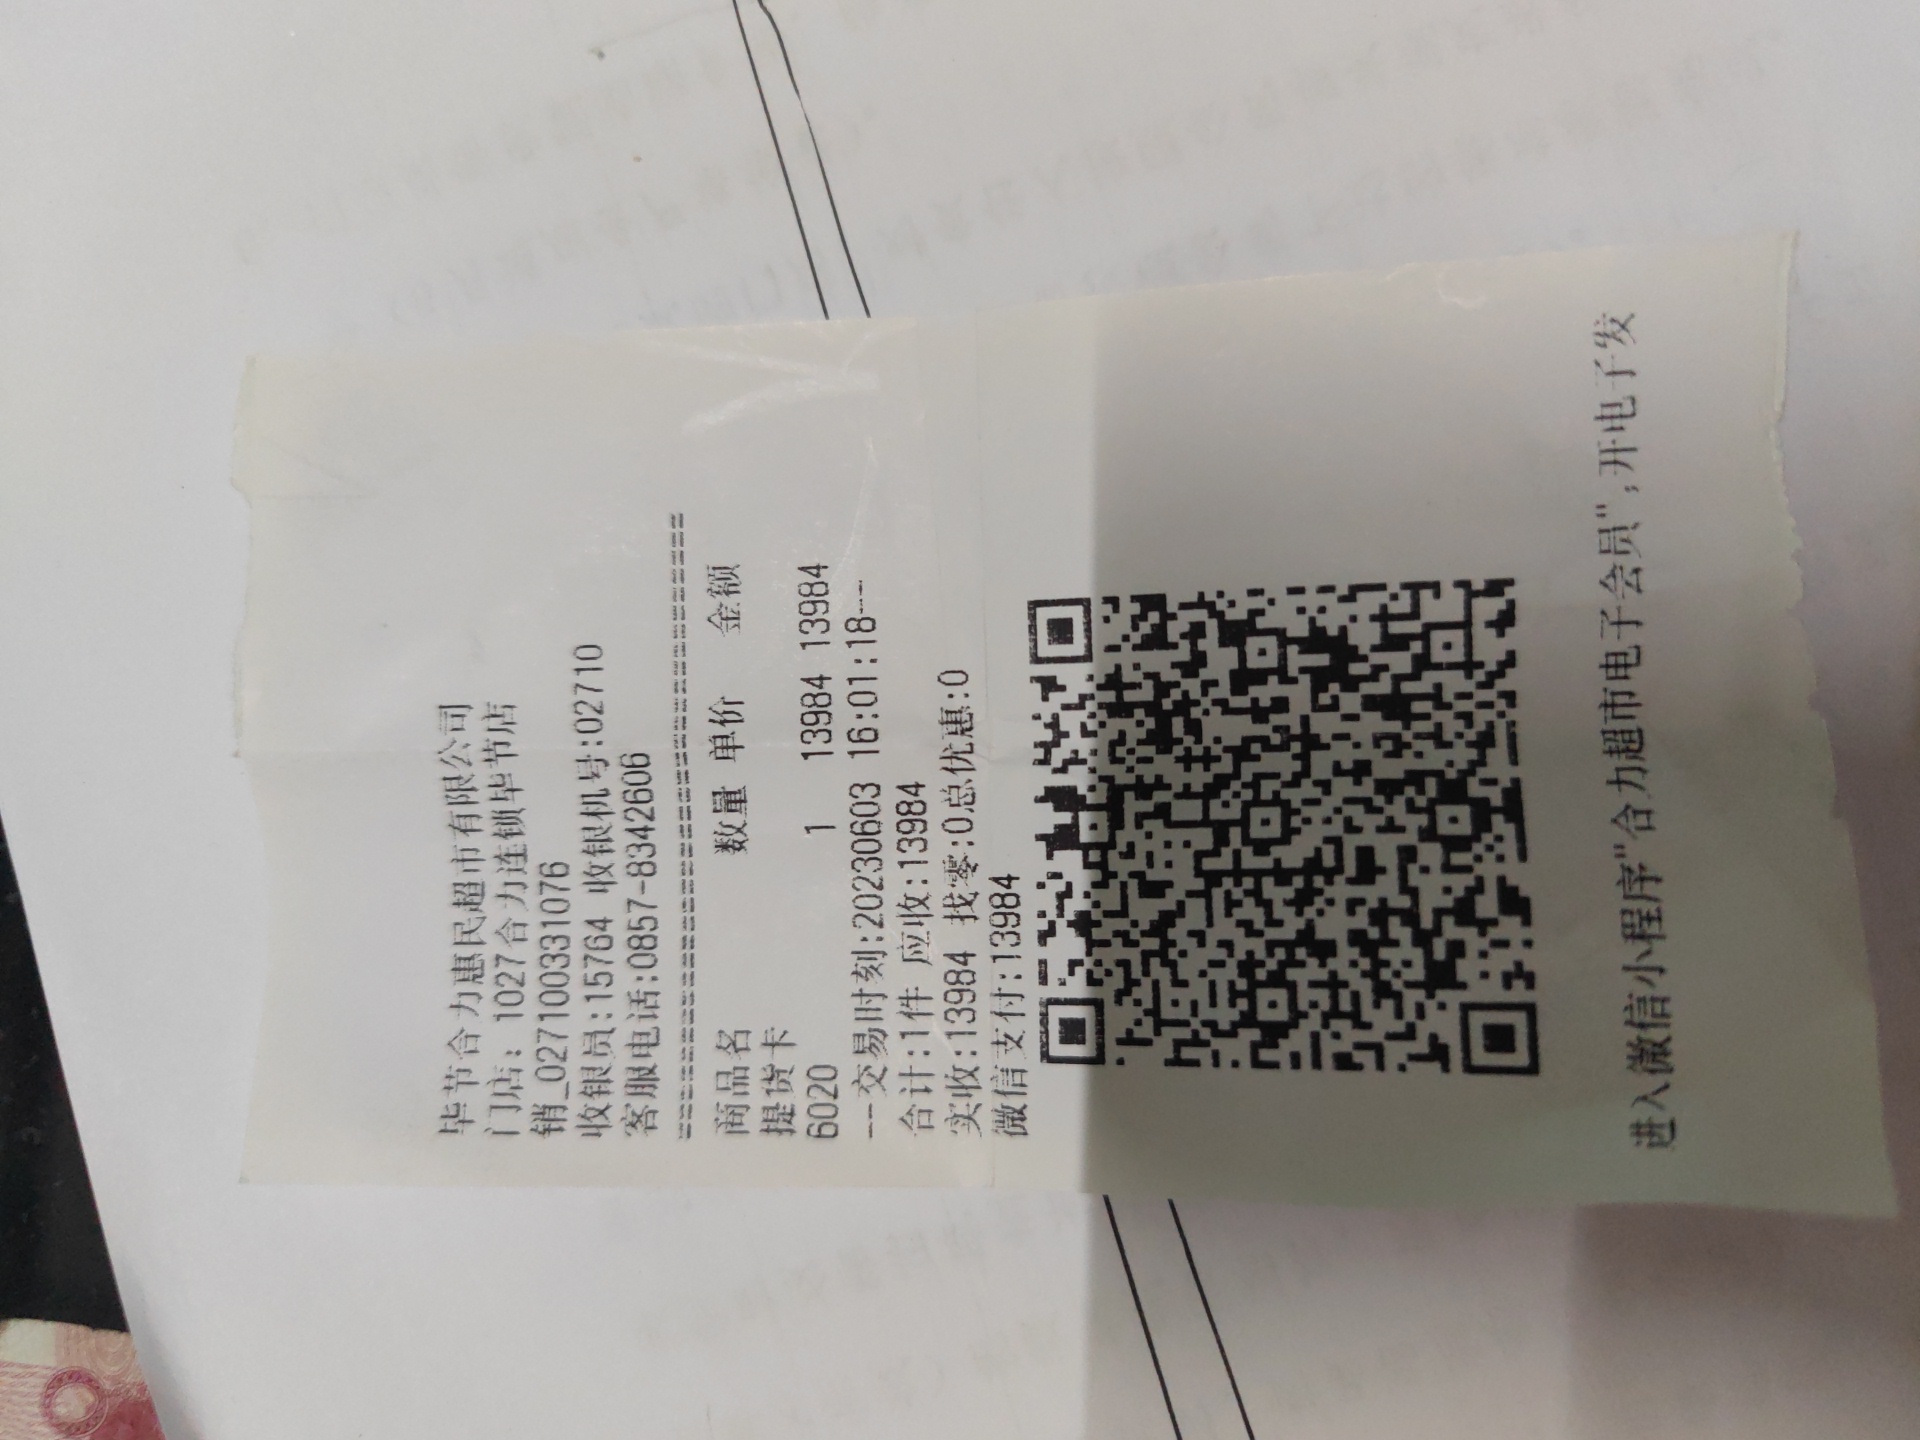 毕节合力惠民超市有限公司
门店: 1027合力连锁毕节店
销_027100331076
收银员:15764 收银机号:02710
客服电话:0857-8342606
================================
商品名 数量 单价 金额
提货卡
6020 1 13984 13984
--交易时刻:20230603 16:01:18--
合计:1件 应收:13984
实收:13984 找零:0总优惠:0
微信支付:13984
进入微信小程序"合力超市电子会员",开电子发